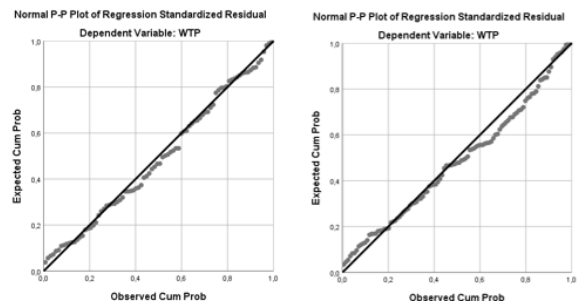 Normal P-P Plot of Regression Standardized Residual
Dependent Variable: WTP
Expected Cum Prob
1,0
0,8
0,6
0,4
0,2
0,0
0,0 0,2 0,4 0,6 0,8 1,0
Observed Cum Prob
Normal P-P Plot of Regression Standardized Residual
Dependent Variable: WTP
Expected Cum Prob
1,0
0,8
0,6
0,4
0,2
0,0
0,0 0,2 0,4 0,6 0,8 1,0
Observed Cum Prob